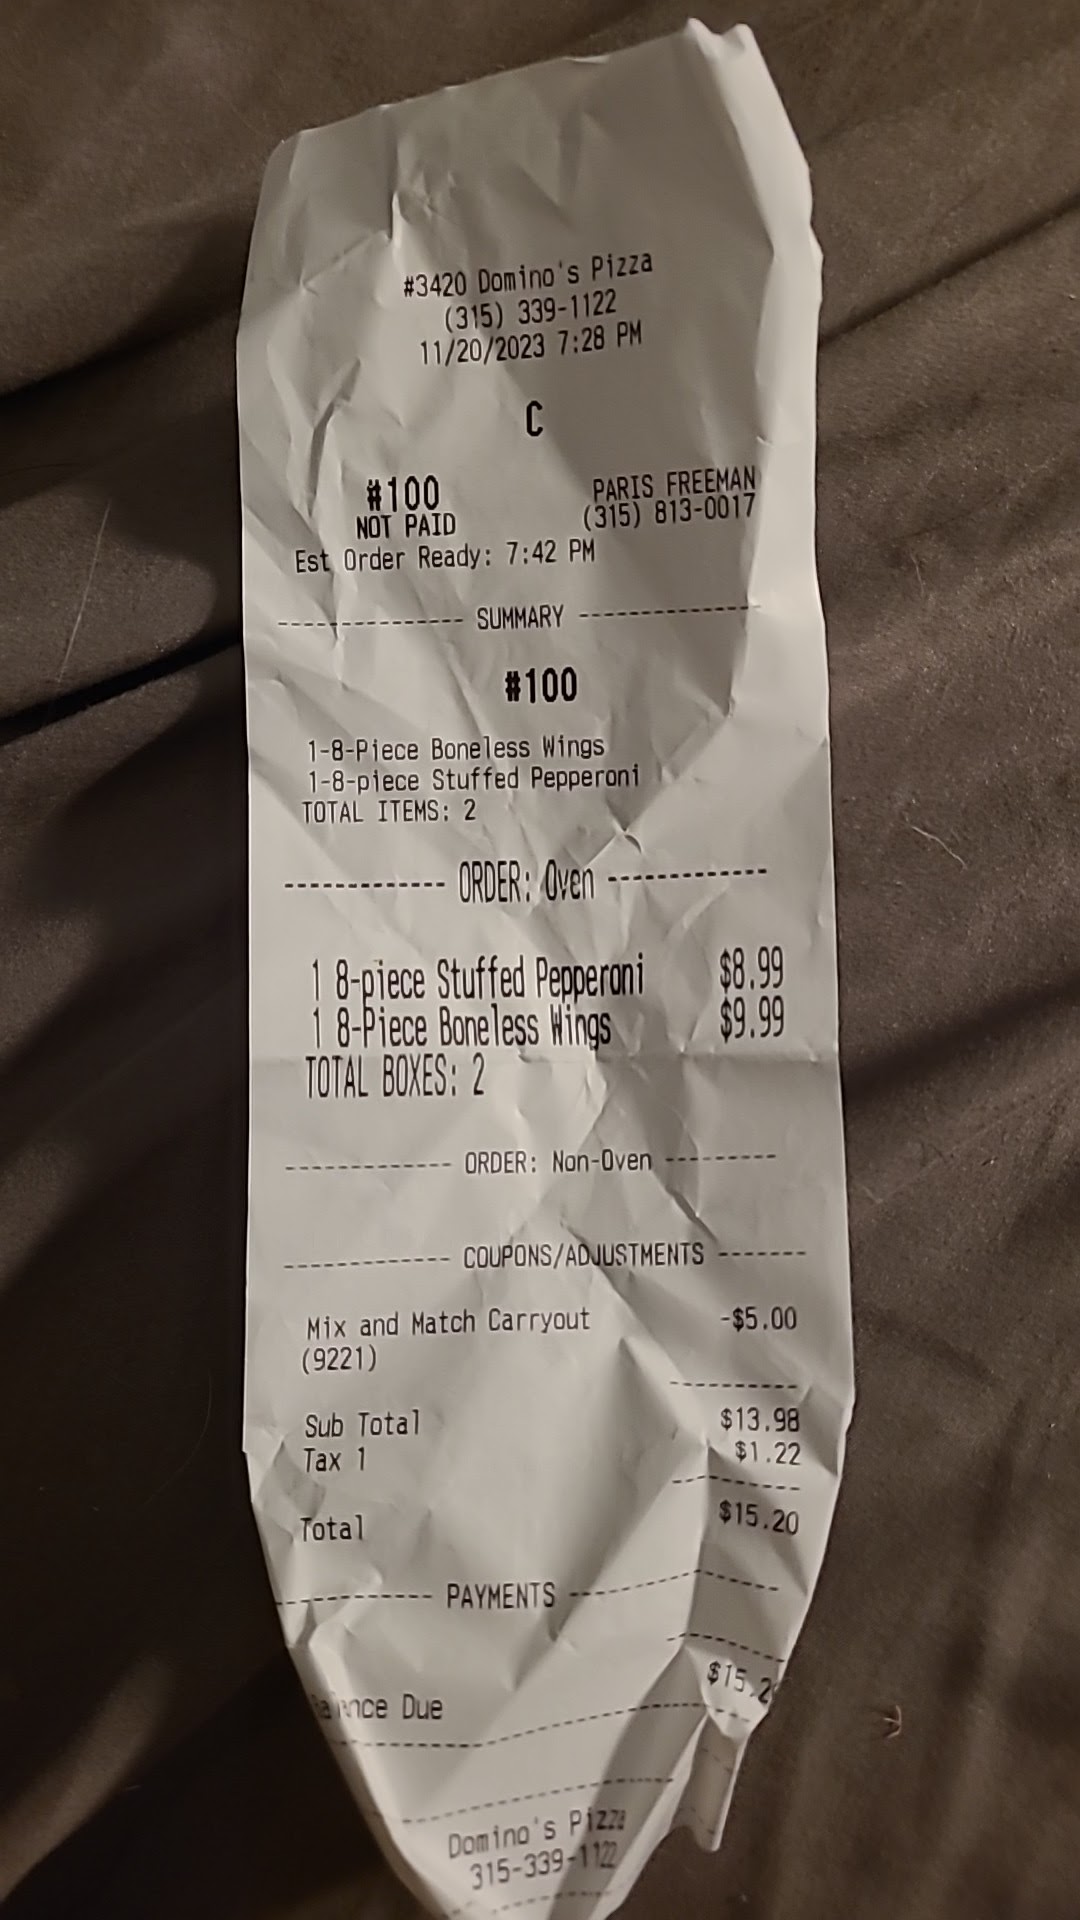 #3420 Domino's Pizza
(315) 339-1122
11/20/2023 7:28 PM
C
#100
NOT PAID
PARIS FREEMAN
(315) 813-0017
Est Order Ready: 7:42 PM
--------------- SUMMARY ---------------
#100
1-8-Piece Boneless Wings
1-8-piece Stuffed Pepperoni
TOTAL ITEMS: 2
------------- ORDER: Oven -------------
1 8-piece Stuffed Pepperoni $8.99
1 8-Piece Boneless Wings $9.99
TOTAL BOXES: 2
------------- ORDER: Non-Oven ---------
------------- COUPONS/ADJUSTMENTS -------
Mix and Match Carryout -$5.00
(9221)
Sub Total $13.98
Tax 1 $1.22
Total $15.20
------------- PAYMENTS ---------------
Balance Due $15.2
Domino's Pizza
315-339-1122